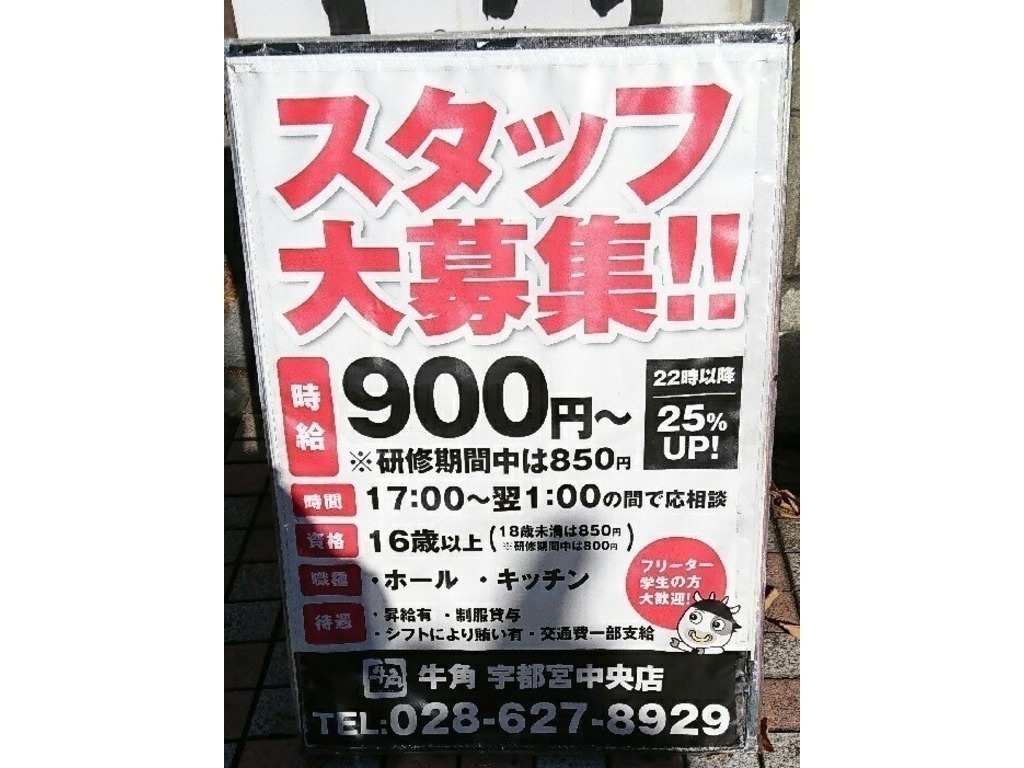 スタッフ
大募集!!
時給
900円〜
※研修期間中は850円
22時以降
25%
UP!
時間 17:00〜翌1:00の間で応相談
資格 16歳以上(18歳未満は850円
※研修期間中は800円)
職種 ・ホール ・キッチン
待遇 ・昇給有 ・制服貸与
・シフトにより賄い有・交通費一部支給
フリーター
学生の方
大歓迎!
牛角 牛角 宇都宮中央店
TEL:028-627-8929